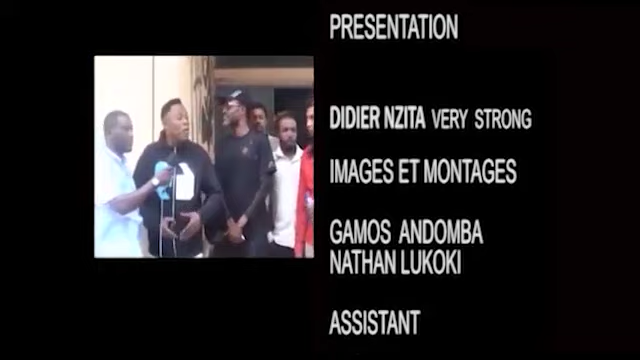 PRESENTATION
DIDIER NZITA VERY STRONG
IMAGES ET MONTAGES
GAMOS ANDOMBA
NATHAN LUKOKI
ASSISTANT